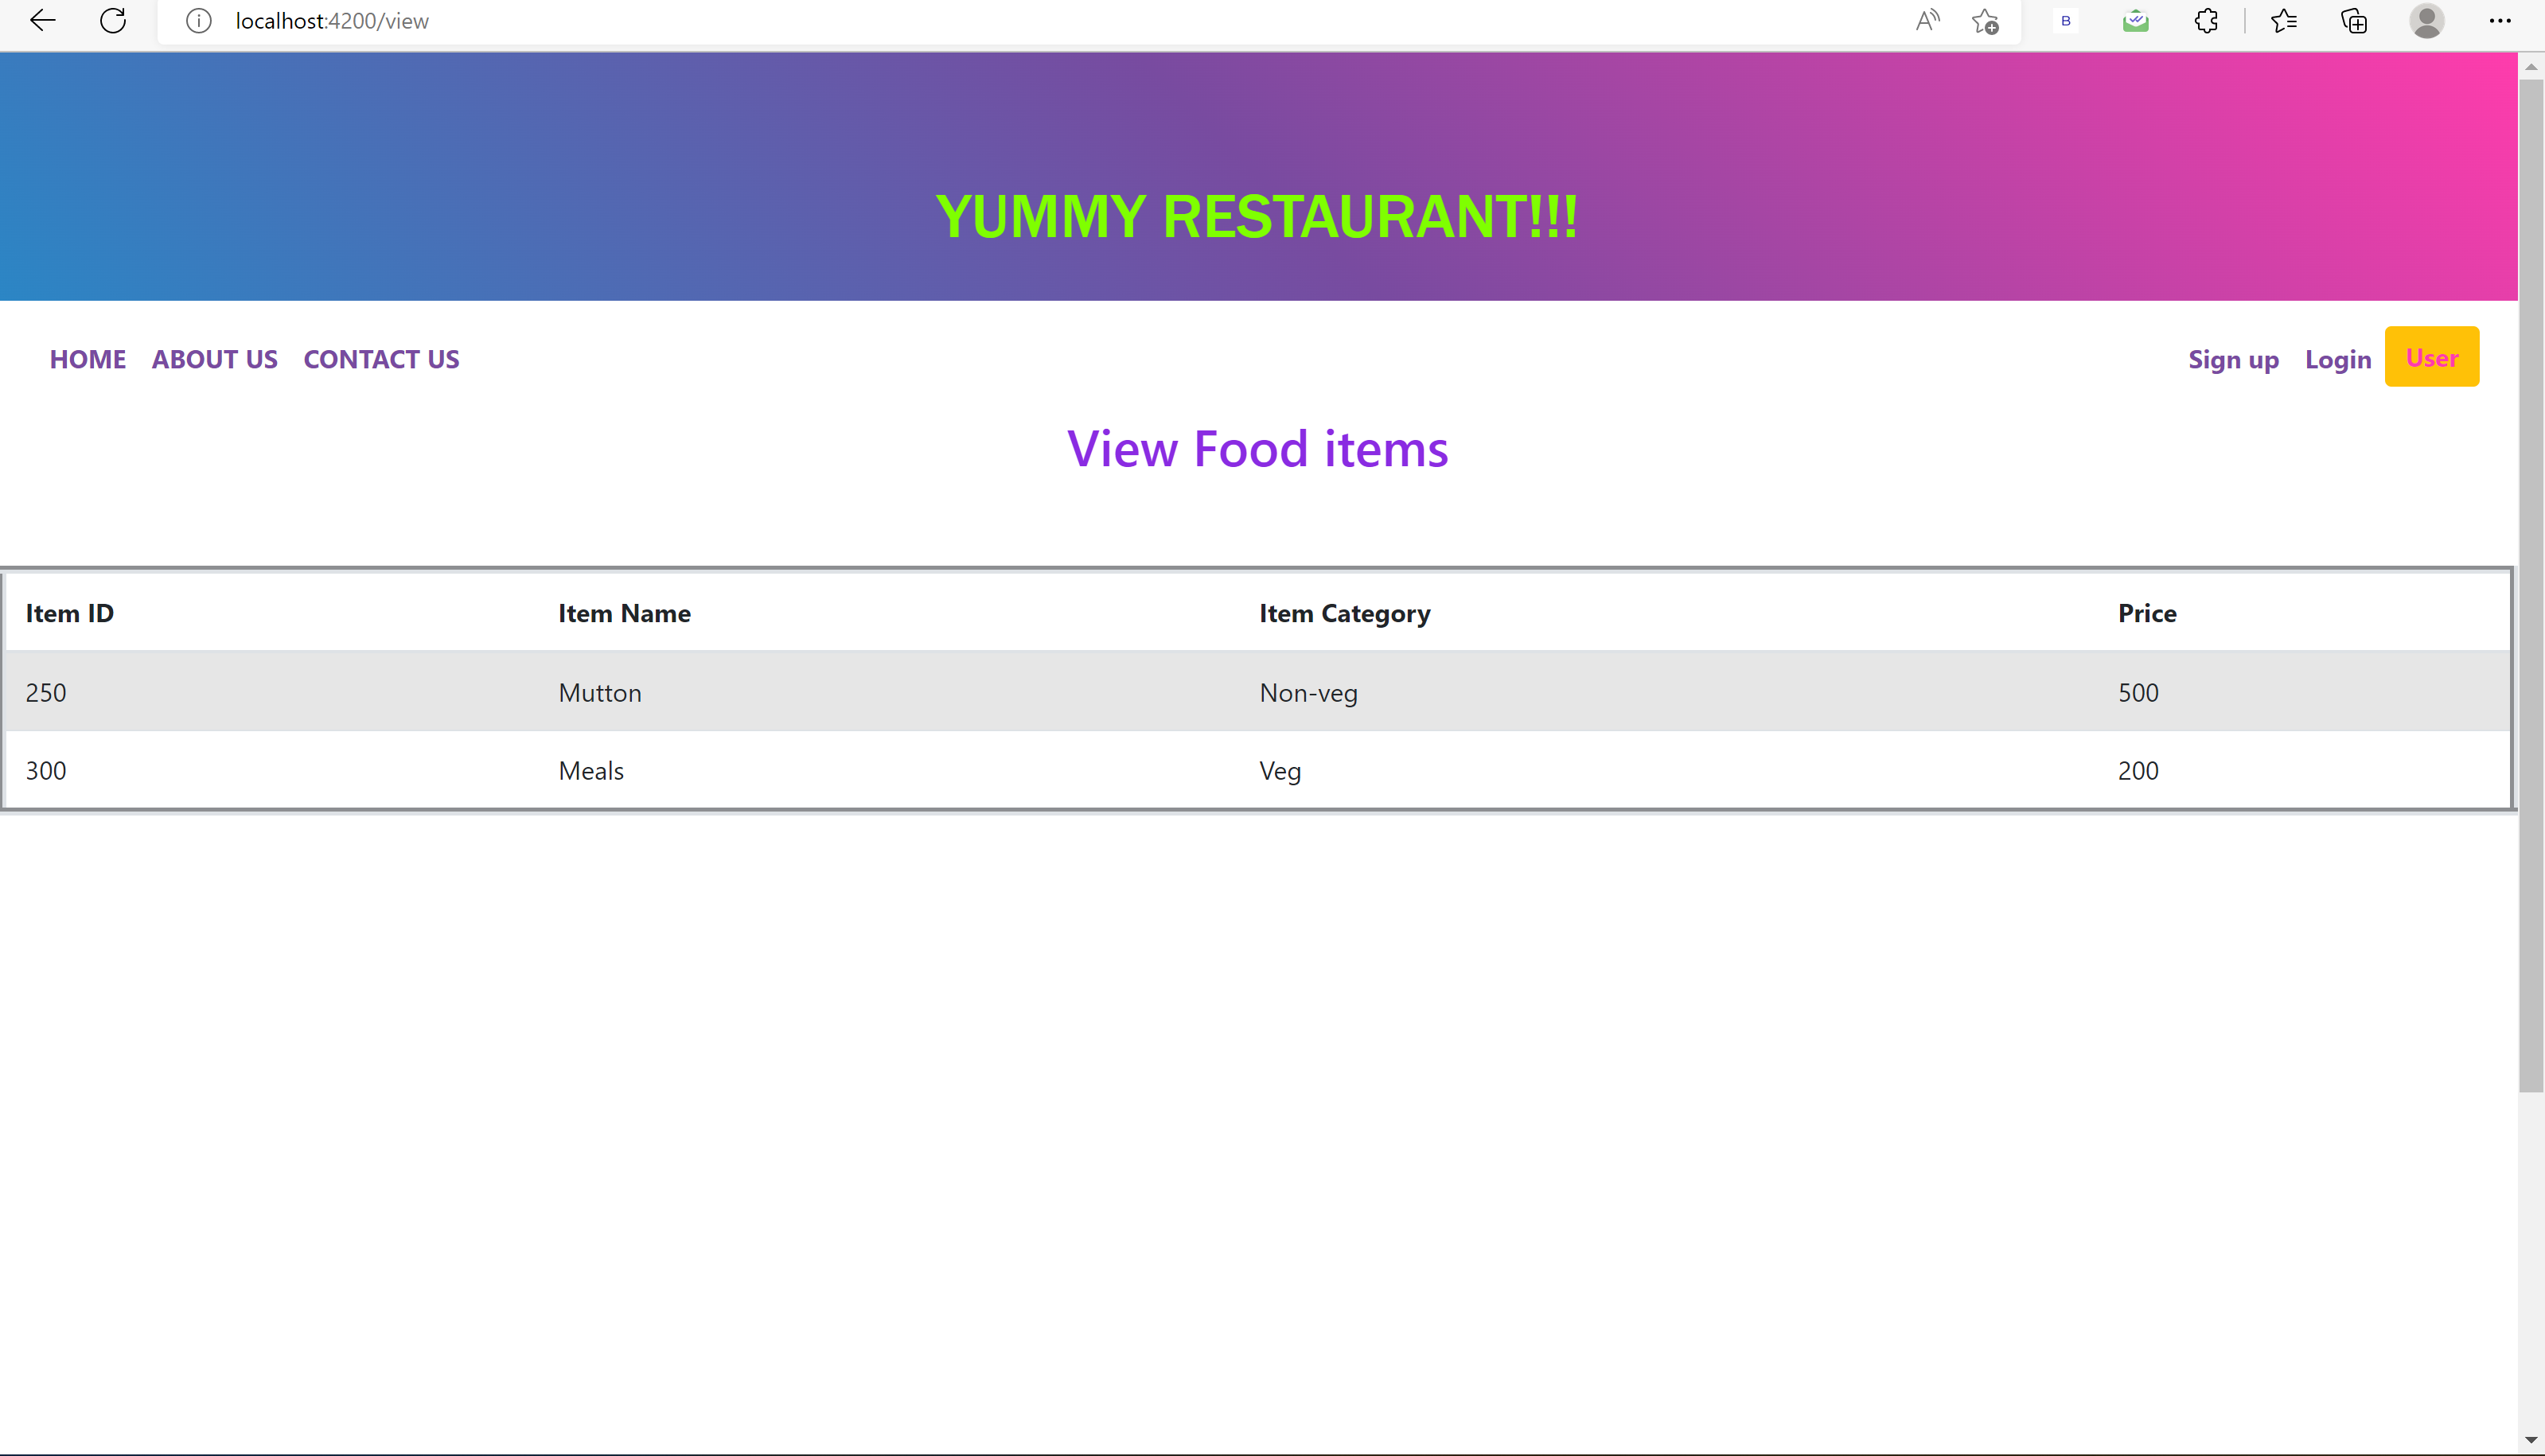 localhost:4200/view
B
YUMMY RESTAURANT!!!
HOME ABOUT US CONTACT US Sign up Login User
View Food items
Item ID Item Name Item Category Price
250 Mutton Non-veg 500
300 Meals Veg 200